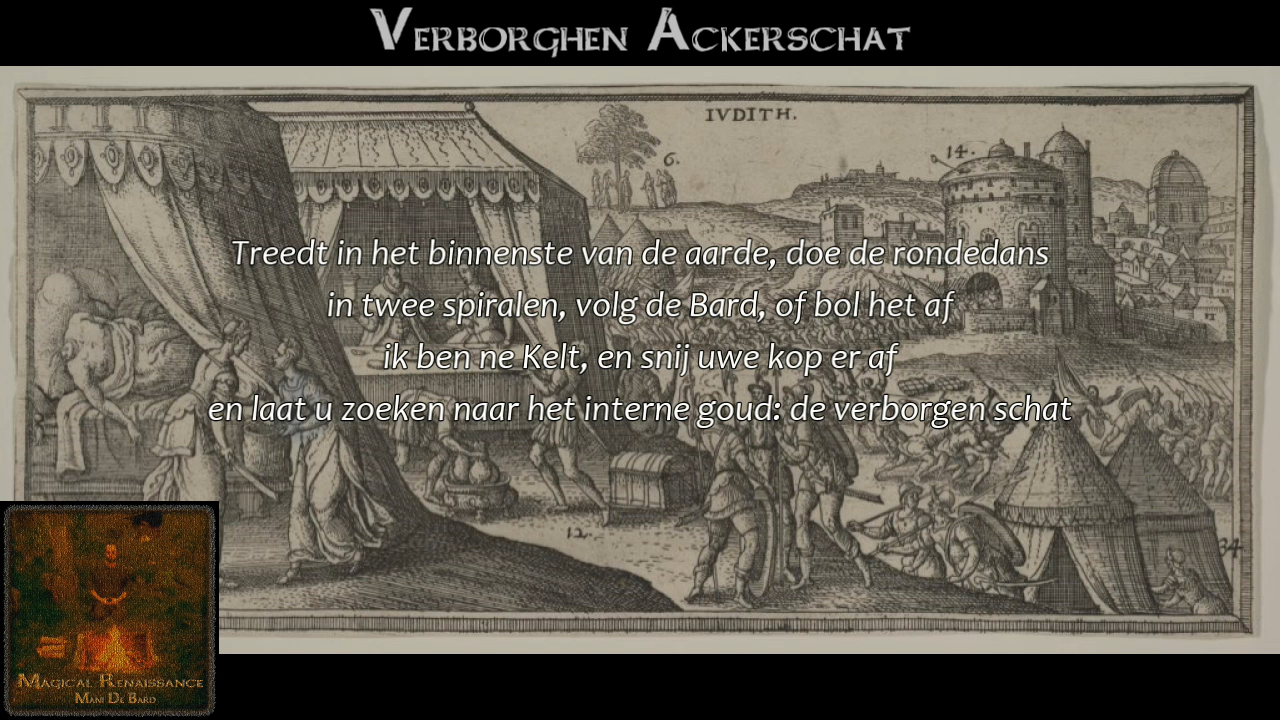 Verborghen Ackerschat
IVDITH.
6.
14.
Treedt in het binnenste van de aarde, doe de rondedans
in twee spiralen, volg de Bard, of bol het af
ik ben ne Kelt, en snij uwe kop er af
en laat u zoeken naar het interne goud: de verborgen schat
12.
34.
Magical Renaissance
Mani De Bard